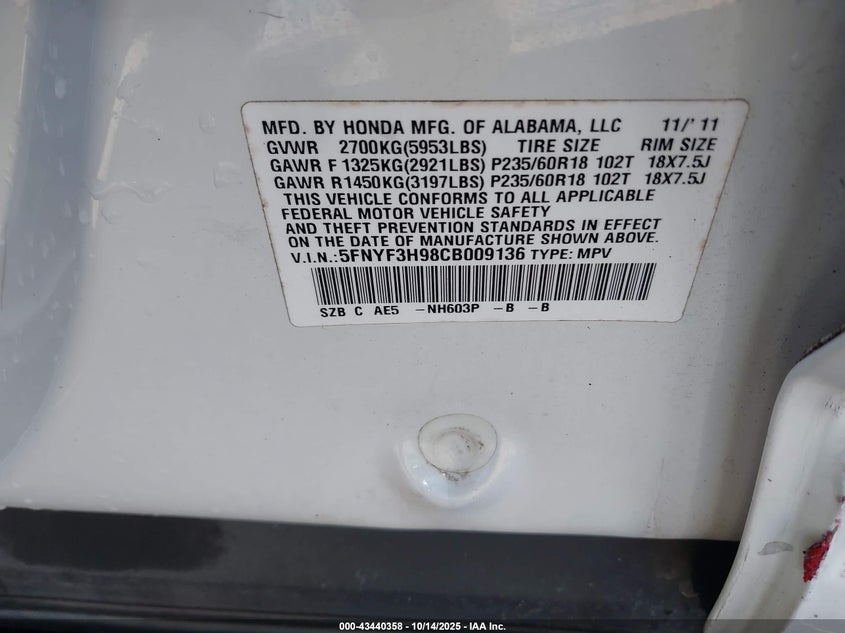 MFD. BY HONDA MFG. OF ALABAMA, LLC 11/'11
GVWR 2700KG(5953LBS) TIRE SIZE RIM SIZE
GAWR F 1325KG(2921LBS) P235/60R18 102T 18X7.5J
GAWR R1450KG(3197LBS) P235/60R18 102T 18X7.5J
THIS VEHICLE CONFORMS TO ALL APPLICABLE
FEDERAL MOTOR VEHICLE SAFETY
AND THEFT PREVENTION STANDARDS IN EFFECT
ON THE DATE OF MANUFACTURE SHOWN ABOVE.
V.I.N.:5FNYF3H98CB009136 TYPE: MPV
SZB C AE5 -NH603P -B -B
000-43440358 - 10/14/2025 - IAA Inc.